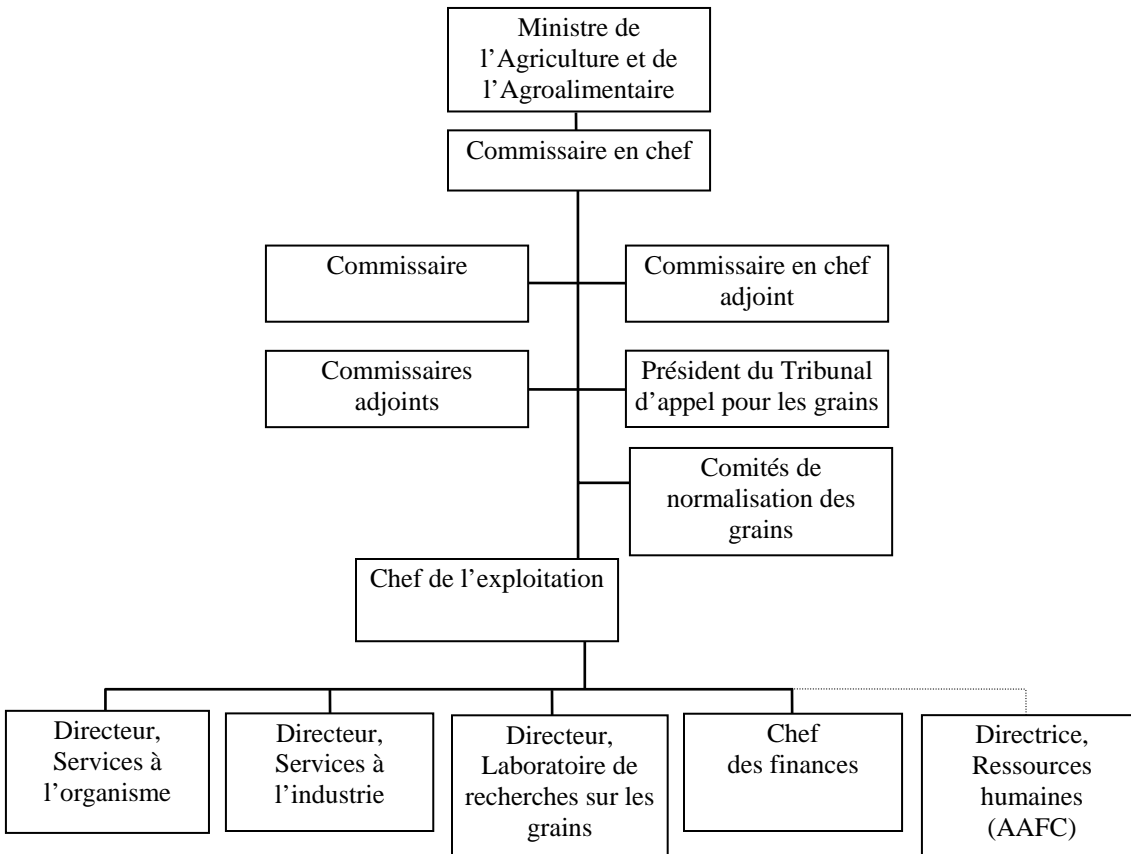 Ministre de
l’Agriculture et de
l’Agroalimentaire
Commissaire en chef
Commissaire
Commissaire en chef
adjoint
Commissaires
adjoints
Président du Tribunal
d’appel pour les grains
Comités de
normalisation des
grains
Chef de l’exploitation
Directeur,
Services à
l’organisme
Directeur,
Services à
l’industrie
Directeur,
Laboratoire de
recherches sur les
grains
Chef
des finances
Directrice,
Ressources
humaines
(AAFC)